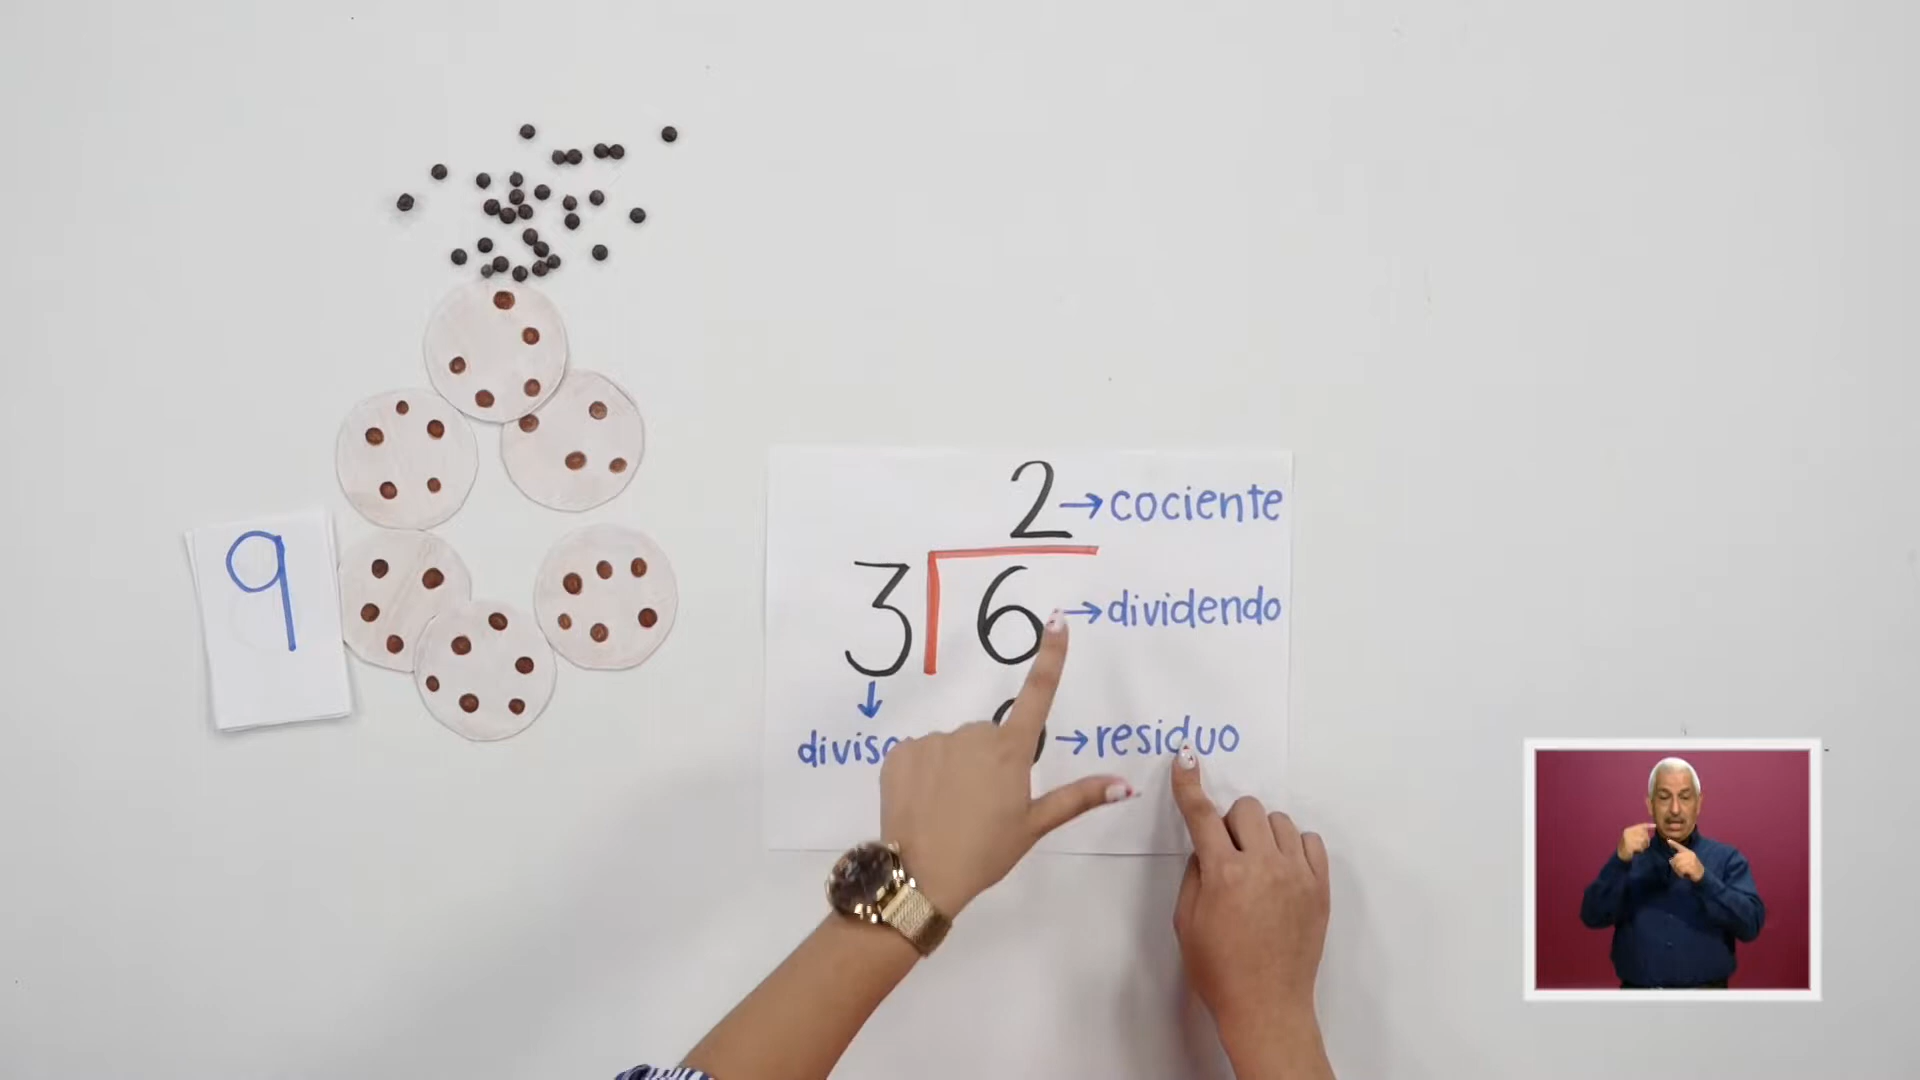 9
2 → cociente
3 6 → dividendo
→ residuo